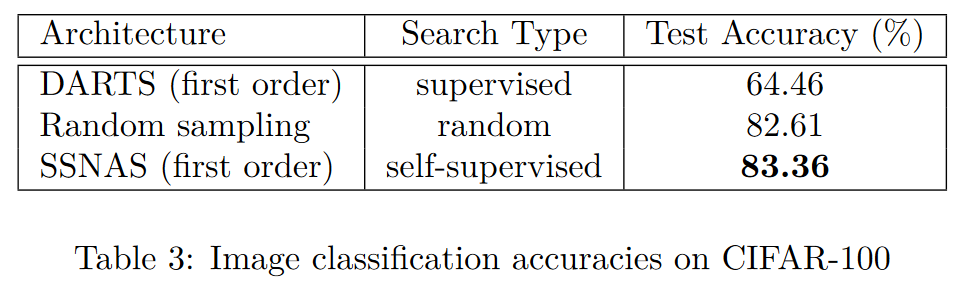 Architecture Search Type Test Accuracy (%)
DARTS (first order) supervised 64.46
Random sampling random 82.61
SSNAS (first order) self-supervised 83.36
Table 3: Image classification accuracies on CIFAR-100